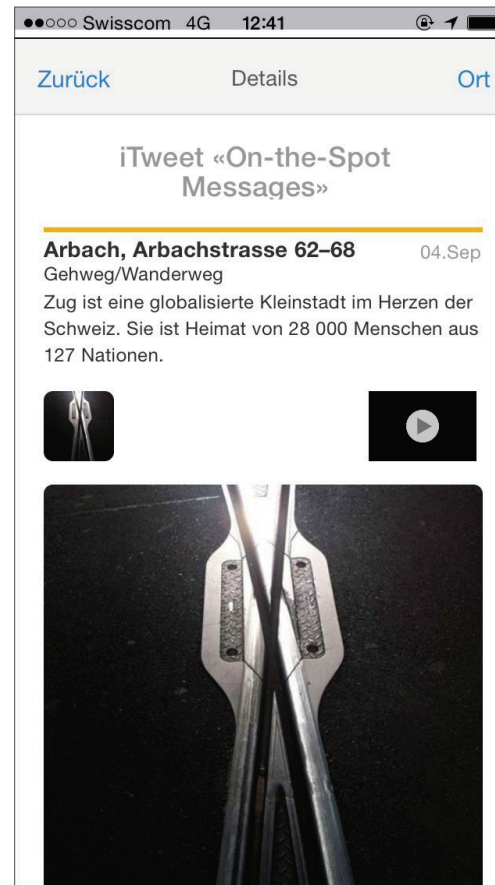 Swisscom 4G 12:41
Zurück Details Ort
iTweet «On-the-Spot
Messages»
Arbach, Arbachstrasse 62–68 04.Sep
Gehweg/Wanderweg
Zug ist eine globalisierte Kleinstadt im Herzen der
Schweiz. Sie ist Heimat von 28 000 Menschen aus
127 Nationen.